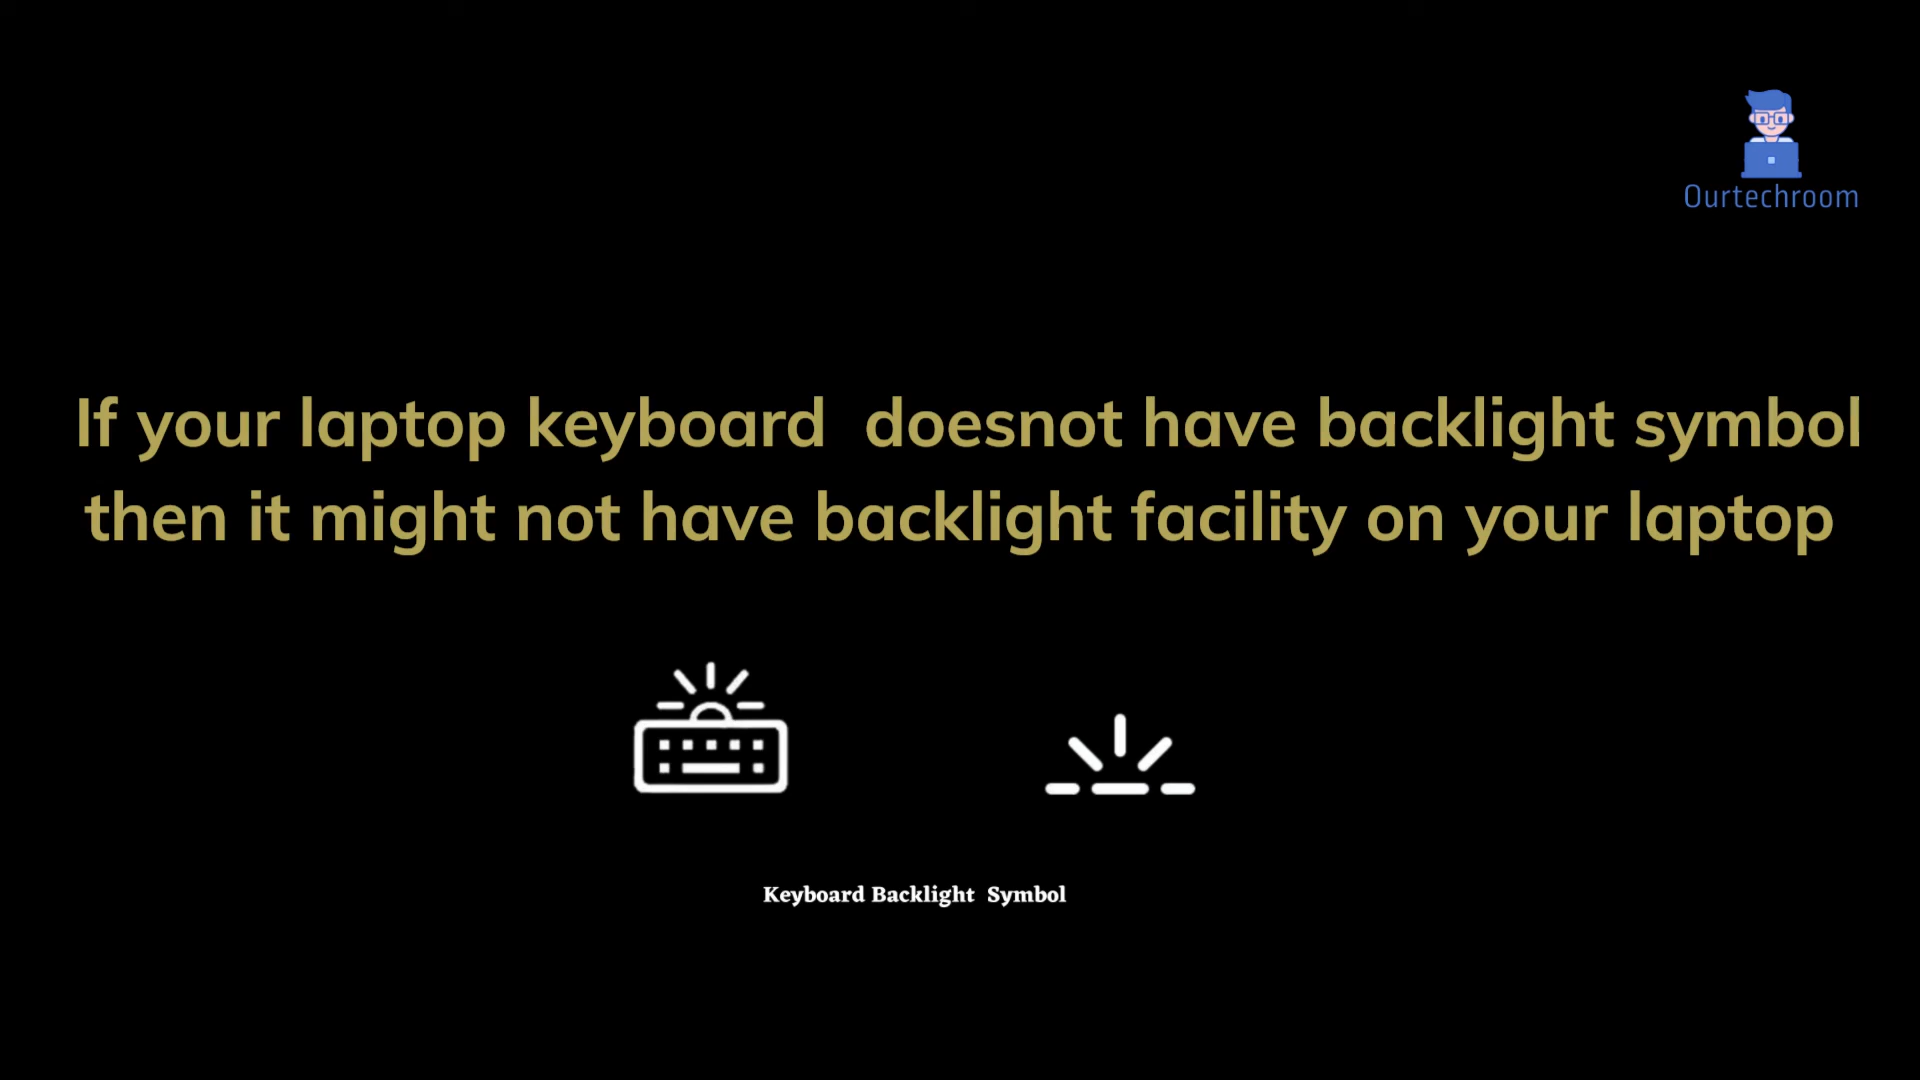 Ourtechroom
If your laptop keyboard  doesnot have backlight symbol
then it might not have backlight facility on your laptop
Keyboard Backlight  Symbol